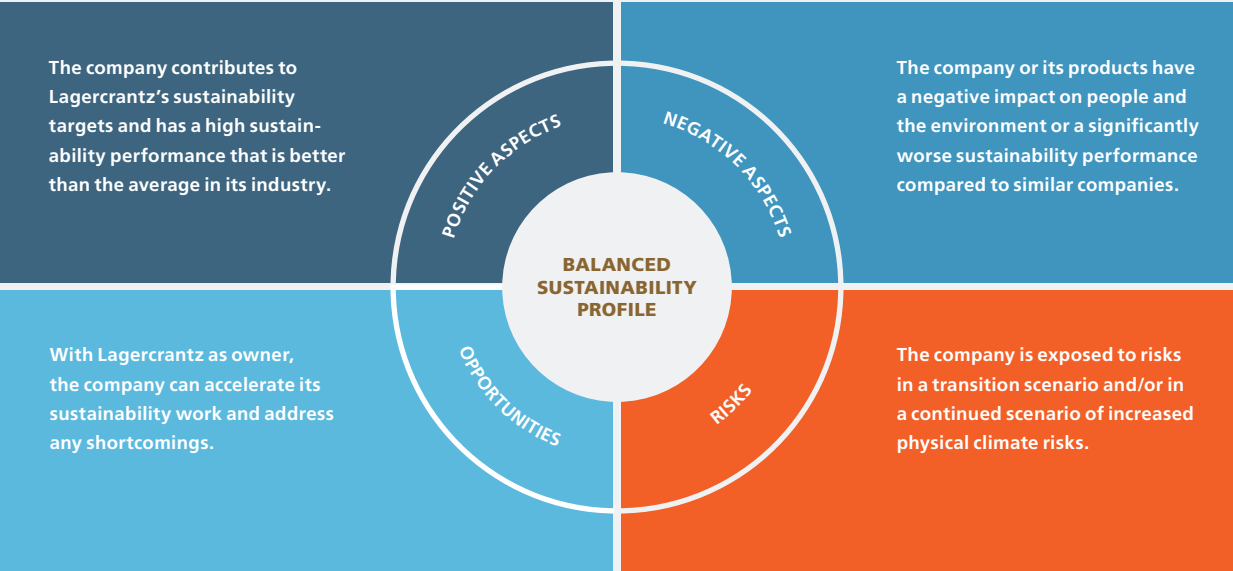 The company contributes to
Lagercrantz’s sustainability
targets and has a high sustain-
ability performance that is better
than the average in its industry.
POSITIVE ASPECTS
NEGATIVE ASPECTS
The company or its products have
a negative impact on people and
the environment or a significantly
worse sustainability performance
compared to similar companies.
BALANCED
SUSTAINABILITY
PROFILE
With Lagercrantz as owner,
the company can accelerate its
sustainability work and address
any shortcomings.
OPPORTUNITIES
RISKS
The company is exposed to risks
in a transition scenario and/or in
a continued scenario of increased
physical climate risks.